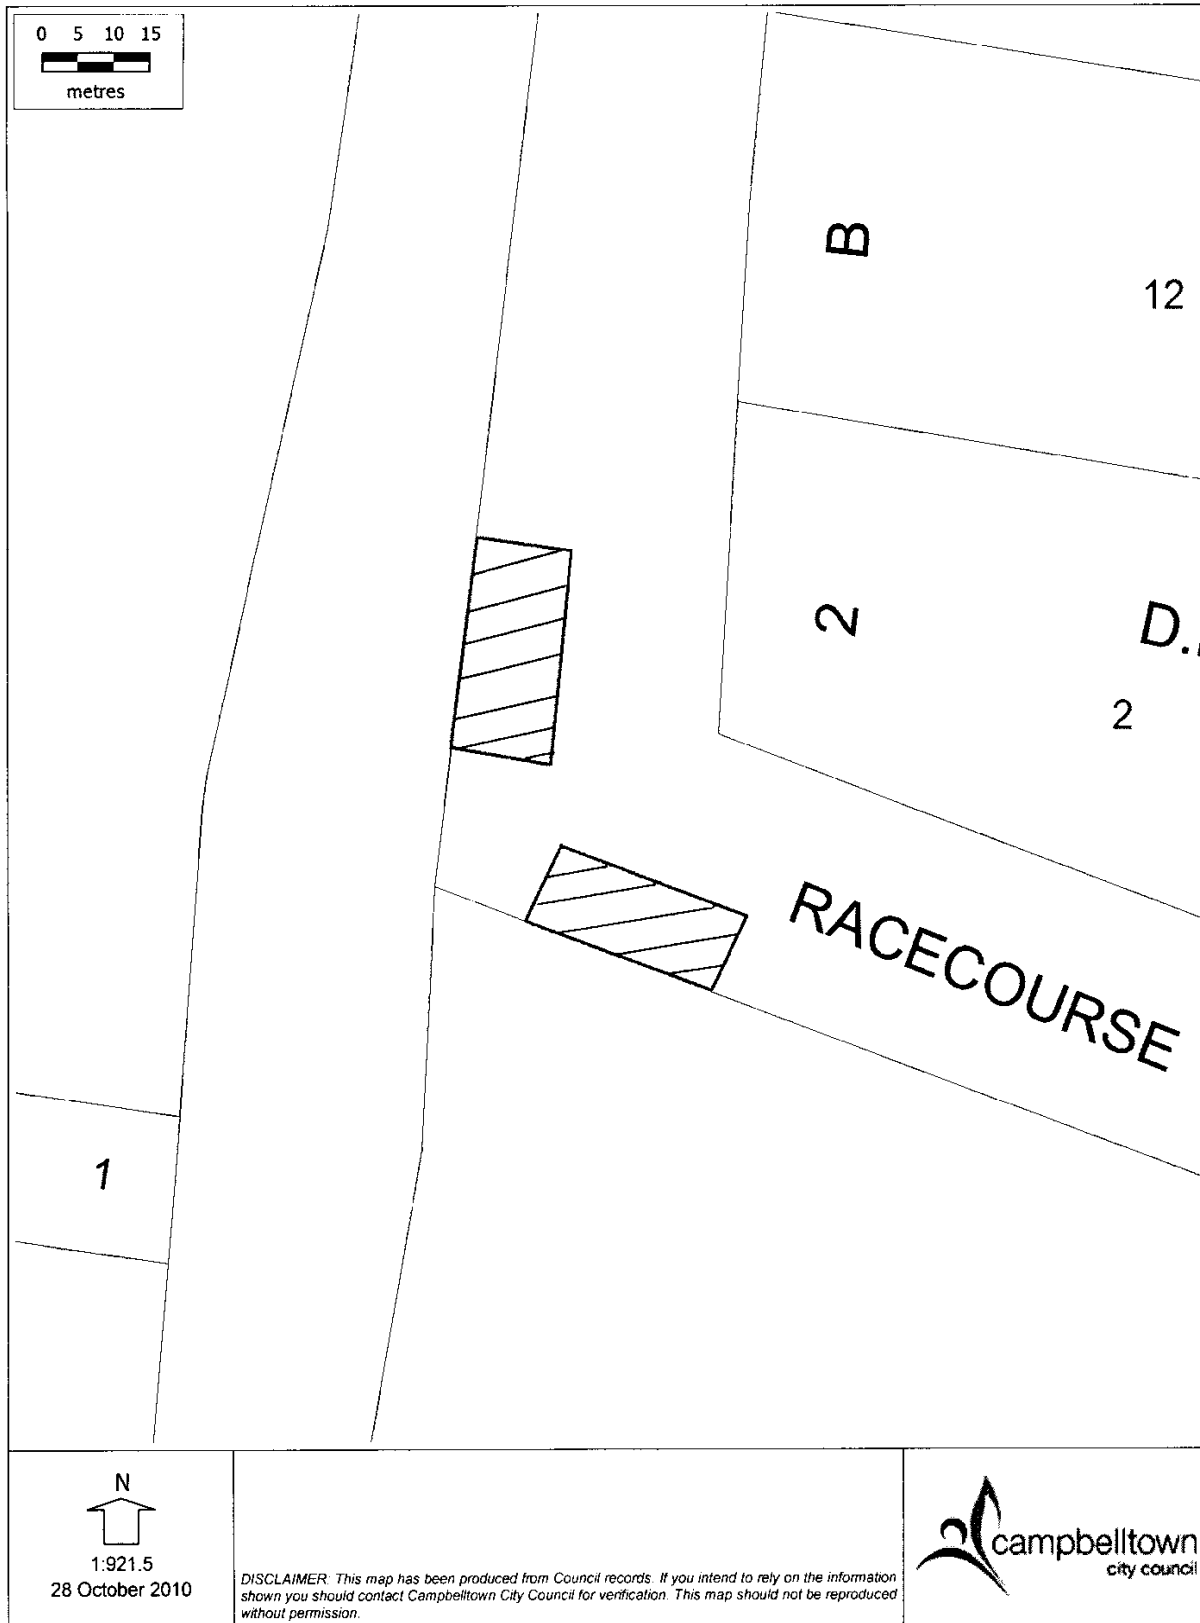 0 5 10 15
metres
B
12
2
D.
2
RACECOURSE
1
N
1:921.5
28 October 2010
DISCLAIMER: This map has been produced from Council records. If you intend to rely on the information
shown you should contact Campbelltown City Council for verification. This map should not be reproduced
without permission.
campbelltown
city council